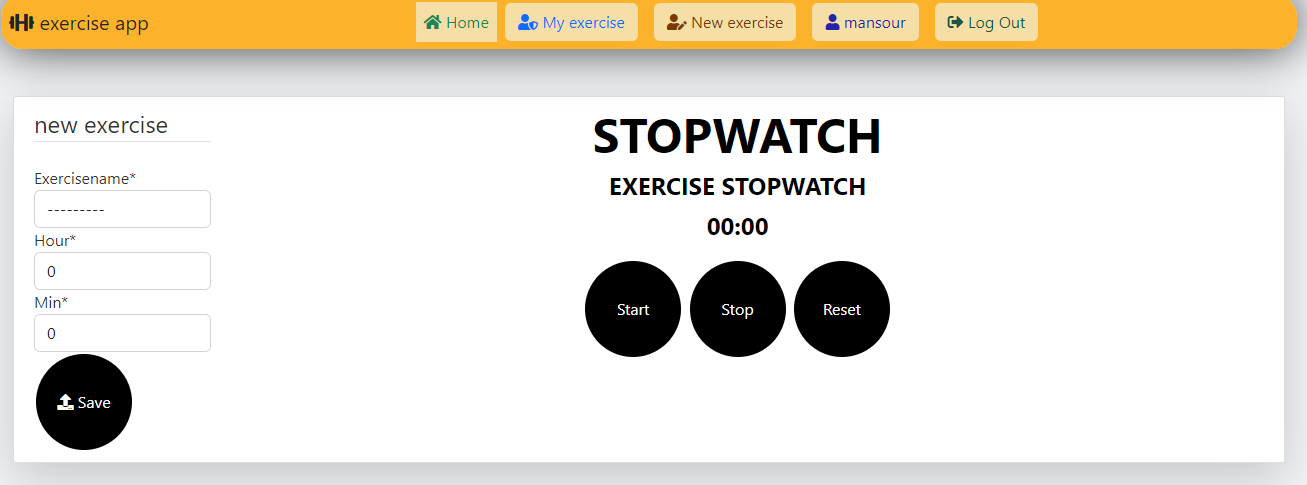 exercise app Home My exercise New exercise mansour Log Out
new exercise
Exercisename*
---------
Hour*
0
Min*
0
Save
STOPWATCH
EXERCISE STOPWATCH
00:00
Start Stop Reset